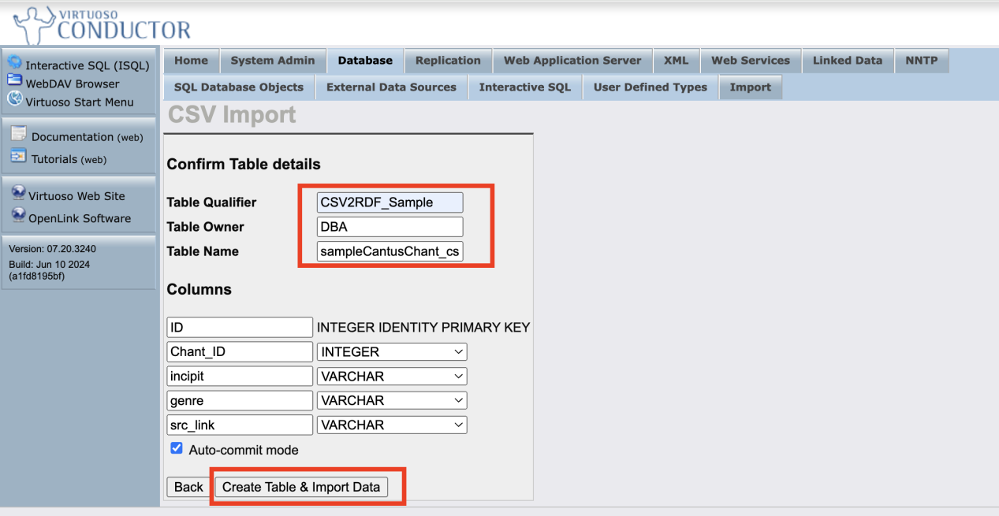 VIRTUOSO
CONDUCTOR
Interactive SQL (ISQL)
WebDAV Browser
Virtuoso Start Menu
Documentation (web)
Tutorials (web)
Virtuoso Web Site
OpenLink Software
Version: 07.20.3240
Build: Jun 10 2024
(a1fd8195bf)
Home System Admin Database Replication Web Application Server XML Web Services Linked Data NNTP
SQL Database Objects External Data Sources Interactive SQL User Defined Types Import
CSV Import
Confirm Table details
Table Qualifier CSV2RDF_Sample
Table Owner DBA
Table Name sampleCantusChant_cs
Columns
ID INTEGER IDENTITY PRIMARY KEY
Chant_ID INTEGER
incipit VARCHAR
genre VARCHAR
src_link VARCHAR
Auto-commit mode
Back Create Table & Import Data